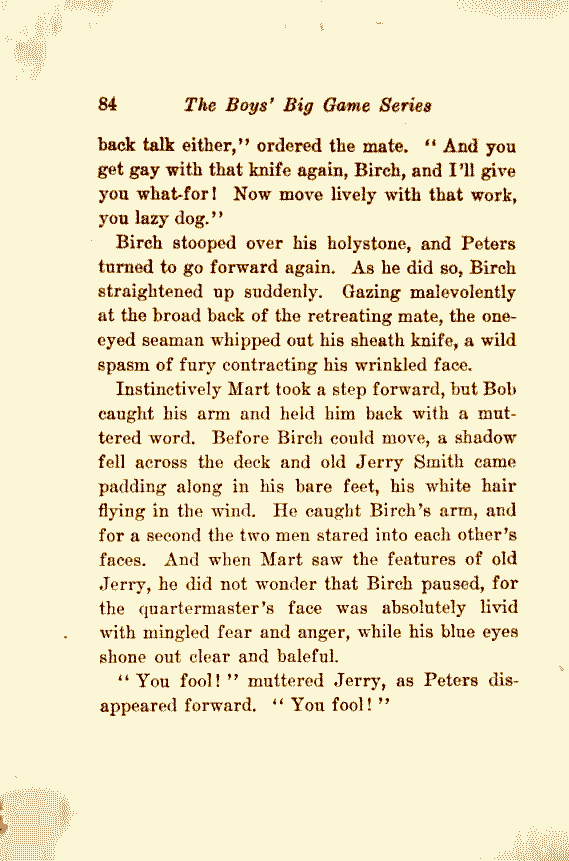 84 The Boys' Big Game Series
back talk either," ordered the mate. "And you
get gay with that knife again, Birch, and I'll give
you what-for! Now move lively with that work,
you lazy dog."
Birch stooped over his holystone, and Peters
turned to go forward again. As he did so, Birch
straightened up suddenly. Gazing malevolently
at the broad back of the retreating mate, the one-
eyed seaman whipped out his sheath knife, a wild
spasm of fury contracting his wrinkled face.
Instinctively Mart took a step forward, but Bob
caught his arm and held him back with a mut-
tered word. Before Birch could move, a shadow
fell across the deck and old Jerry Smith came
padding along in his bare feet, his white hair
flying in the wind. He caught Birch's arm, and
for a second the two men stared into each other's
faces. And when Mart saw the features of old
Jerry, he did not wonder that Birch paused, for
the quartermaster's face was absolutely livid
with mingled fear and anger, while his blue eyes
shone out clear and baleful.
"You fool!" muttered Jerry, as Peters dis-
appeared forward. "You fool!"